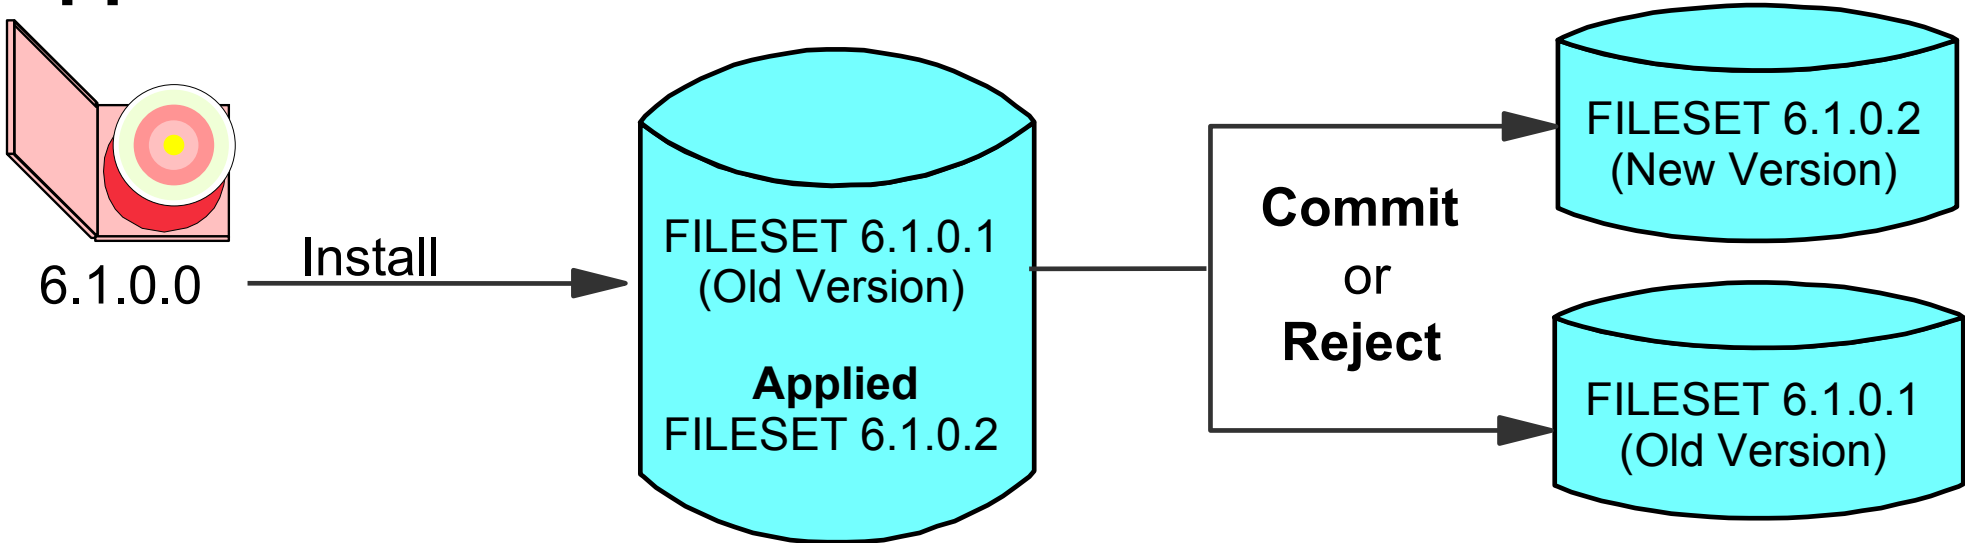 6.1.0.0
Install
FILESET 6.1.0.1
(Old Version)
Applied
FILESET 6.1.0.2
Commit
or
Reject
FILESET 6.1.0.2
(New Version)
FILESET 6.1.0.1
(Old Version)